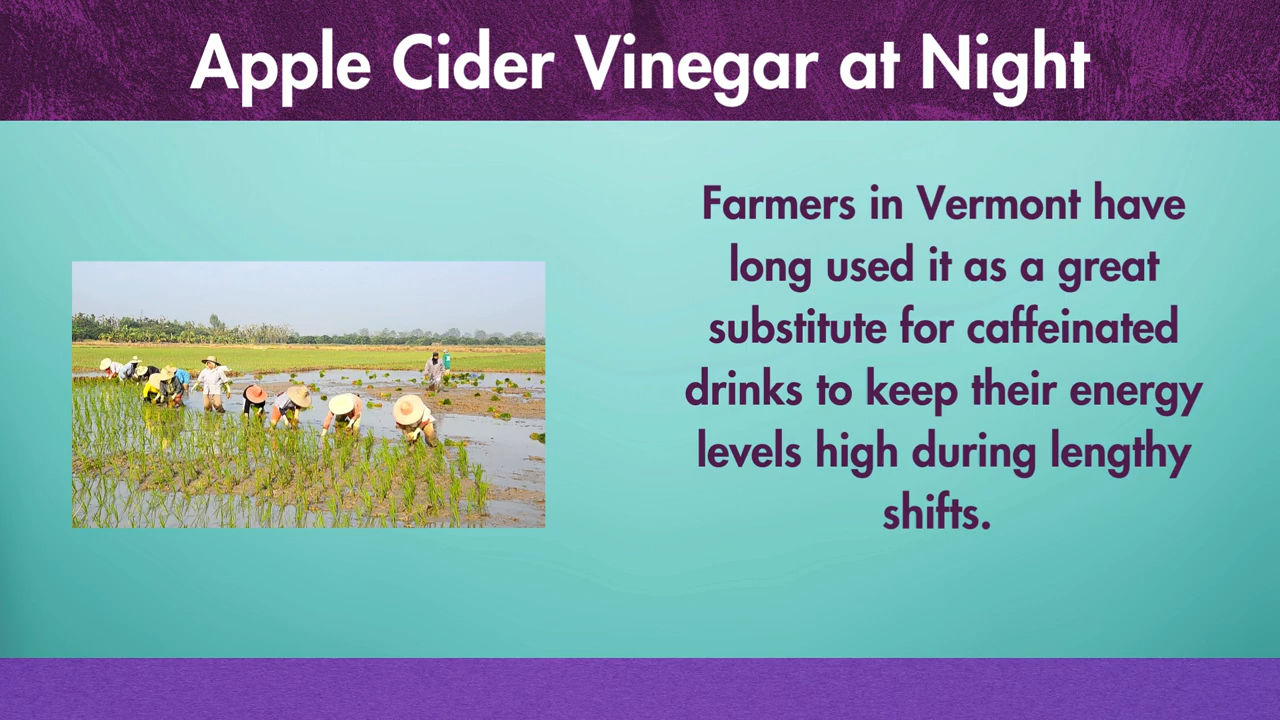 Apple Cider Vinegar at Night
Farmers in Vermont have
long used it as a great
substitute for caffeinated
drinks to keep their energy
levels high during lengthy
shifts.